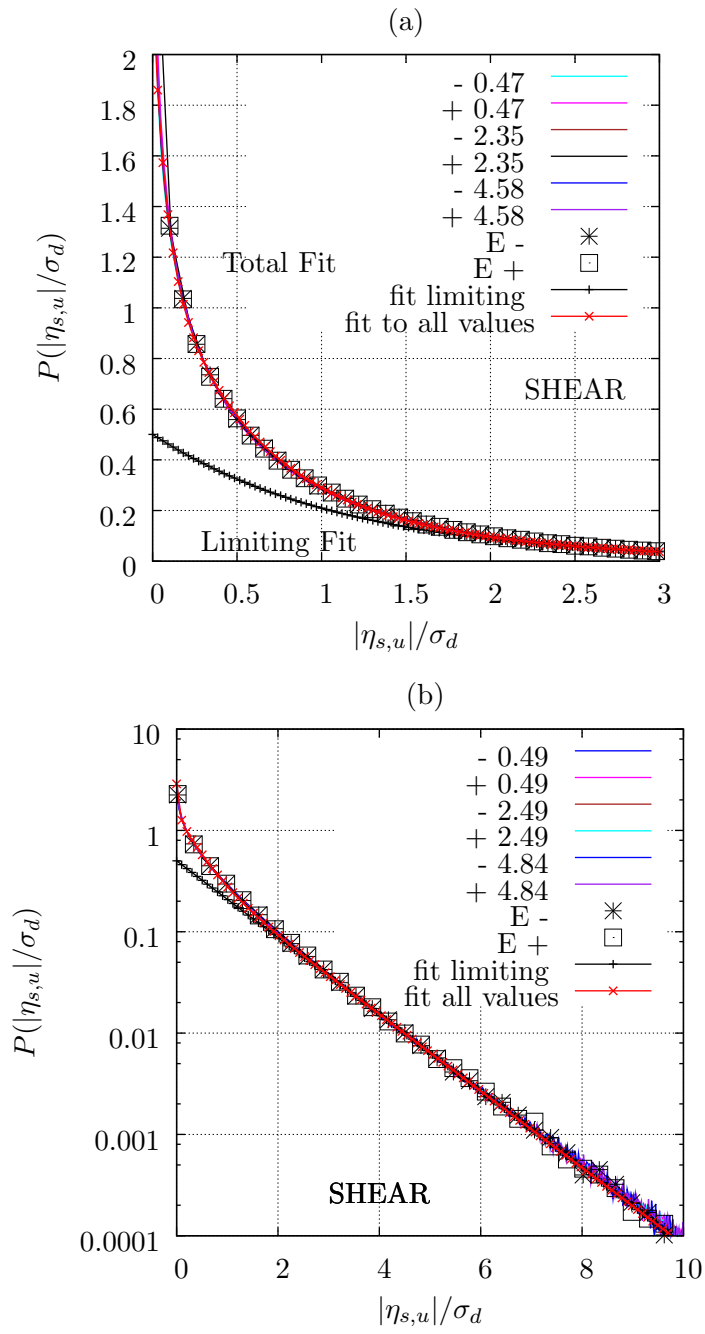 (a)
P(|η_{s,u}|/σ_d)
2
1.8
1.6
1.4
1.2
1
0.8
0.6
0.4
0.2
0
- 0.47
+ 0.47
- 2.35
+ 2.35
- 4.58
+ 4.58
E -
E +
fit limiting
fit to all values
Total Fit
SHEAR
Limiting Fit
0 0.5 1 1.5 2 2.5 3
|η_{s,u}|/σ_d
(b)
P(|η_{s,u}|/σ_d)
10
1
0.1
0.01
0.001
0.0001
- 0.49
+ 0.49
- 2.49
+ 2.49
- 4.84
+ 4.84
E -
E +
fit limiting
fit all values
SHEAR
0 2 4 6 8 10
|η_{s,u}|/σ_d